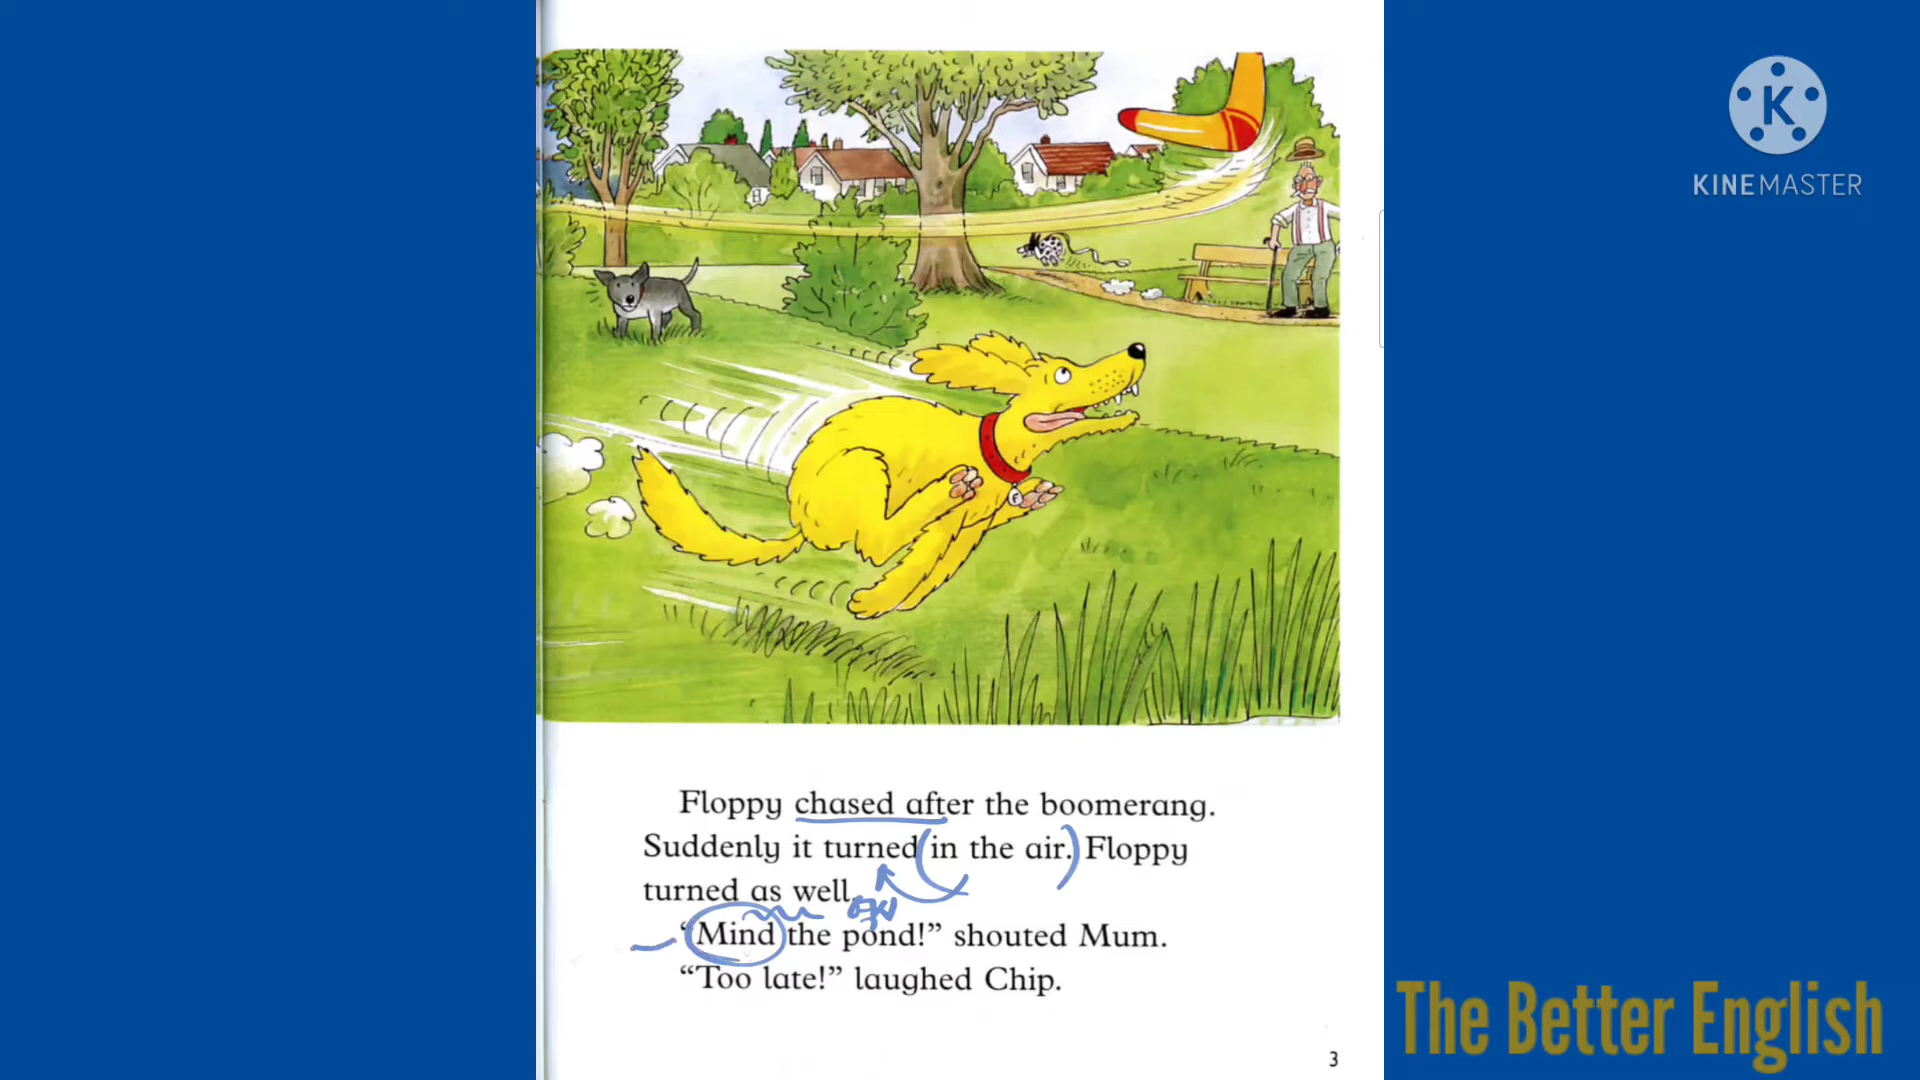 K
KINEMASTER
F
Floppy chased after the boomerang.
Suddenly it turned in the air. Floppy
turned as well.
“Mind the pond!” shouted Mum.
“Too late!” laughed Chip.
3
The Better English